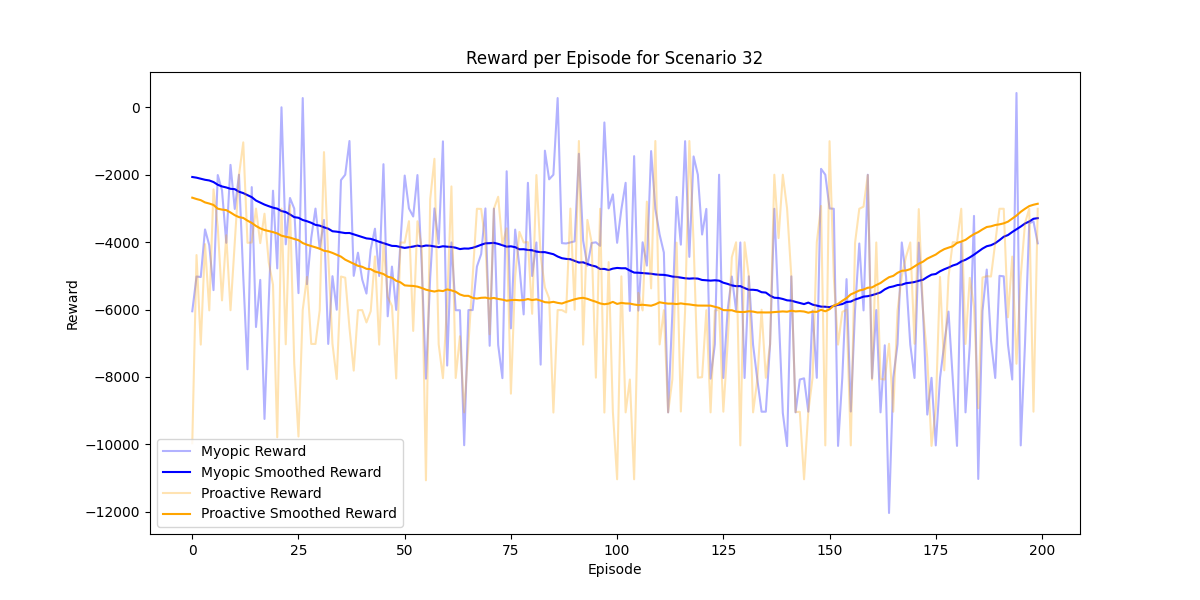 Reward per Episode for Scenario 32
Reward
0
−2000
−4000
−6000
−8000
−10000
−12000
Myopic Reward
Myopic Smoothed Reward
Proactive Reward
Proactive Smoothed Reward
0 25 50 75 100 125 150 175 200
Episode